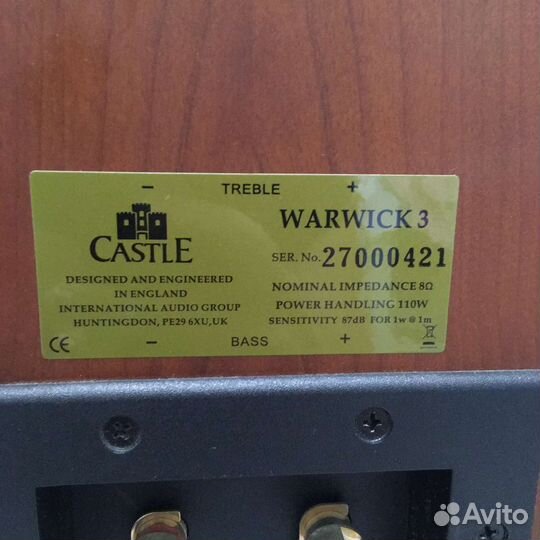 − TREBLE +
CASTLE
DESIGNED AND ENGINEERED
IN ENGLAND
INTERNATIONAL AUDIO GROUP
HUNTINGDON, PE29 6XU, UK
WARWICK 3
SER. No. 27000421
NOMINAL IMPEDANCE 8Ω
POWER HANDLING 110W
SENSITIVITY 87dB FOR 1w @ 1m
CE
− BASS +
Avito